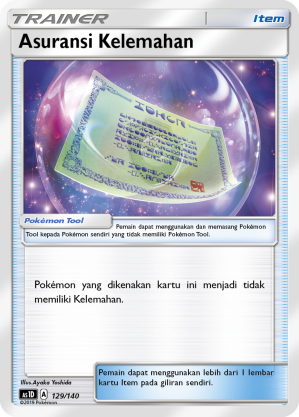 TRAINER Item
Asuransi Kelemahan
Pokémon Tool
Pemain dapat menggunakan dan memasang Pokémon
Tool kepada Pokémon sendiri yang tidak memiliki Pokémon Tool.
Pokémon yang dikenakan kartu ini menjadi tidak
memiliki Kelemahan.
Illus. Ayaka Yoshida
AS1D A 129/140
©2019 Pokémon
Pemain dapat menggunakan lebih dari 1 lembar
kartu Item pada giliran sendiri.